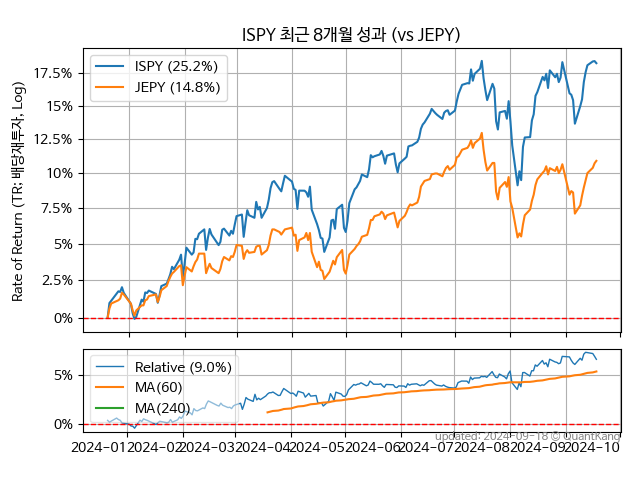 ISPY 최근 8개월 성과 (vs JEPY)
Rate of Return (TR: 배당재투자, Log)
17.5%
15%
12.5%
10%
7.5%
5%
2.5%
0%
ISPY (25.2%)
JEPY (14.8%)
5%
0%
Relative (9.0%)
MA(60)
MA(240)
2024-01 2024-02 2024-03 2024-04 2024-05 2024-06 2024-07 2024-08 2024-09 2024-10
updated: 2024-09-18 © QuantKang